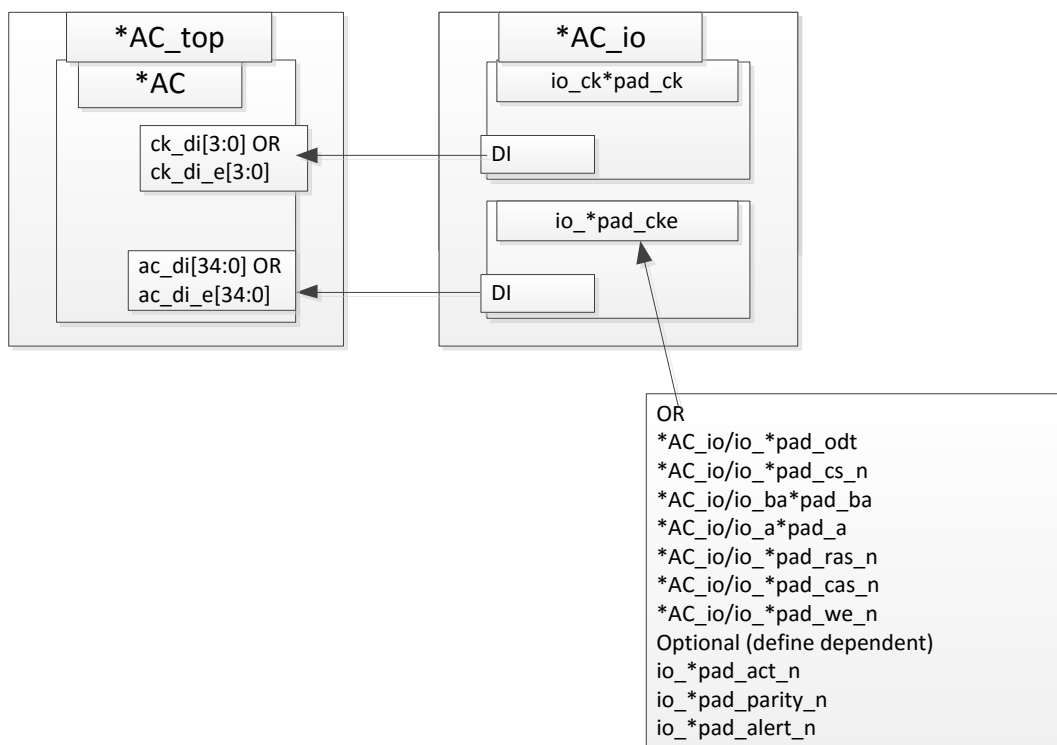 *AC_top
*AC
ck_di[3:0] OR
ck_di_e[3:0]
ac_di[34:0] OR
ac_di_e[34:0]
*AC_io
io_ck*pad_ck
DI
io_*pad_cke
DI
OR
*AC_io/io_*pad_odt
*AC_io/io_*pad_cs_n
*AC_io/io_ba*pad_ba
*AC_io/io_a*pad_a
*AC_io/io_*pad_ras_n
*AC_io/io_*pad_cas_n
*AC_io/io_*pad_we_n
Optional (define dependent)
io_*pad_act_n
io_*pad_parity_n
io_*pad_alert_n